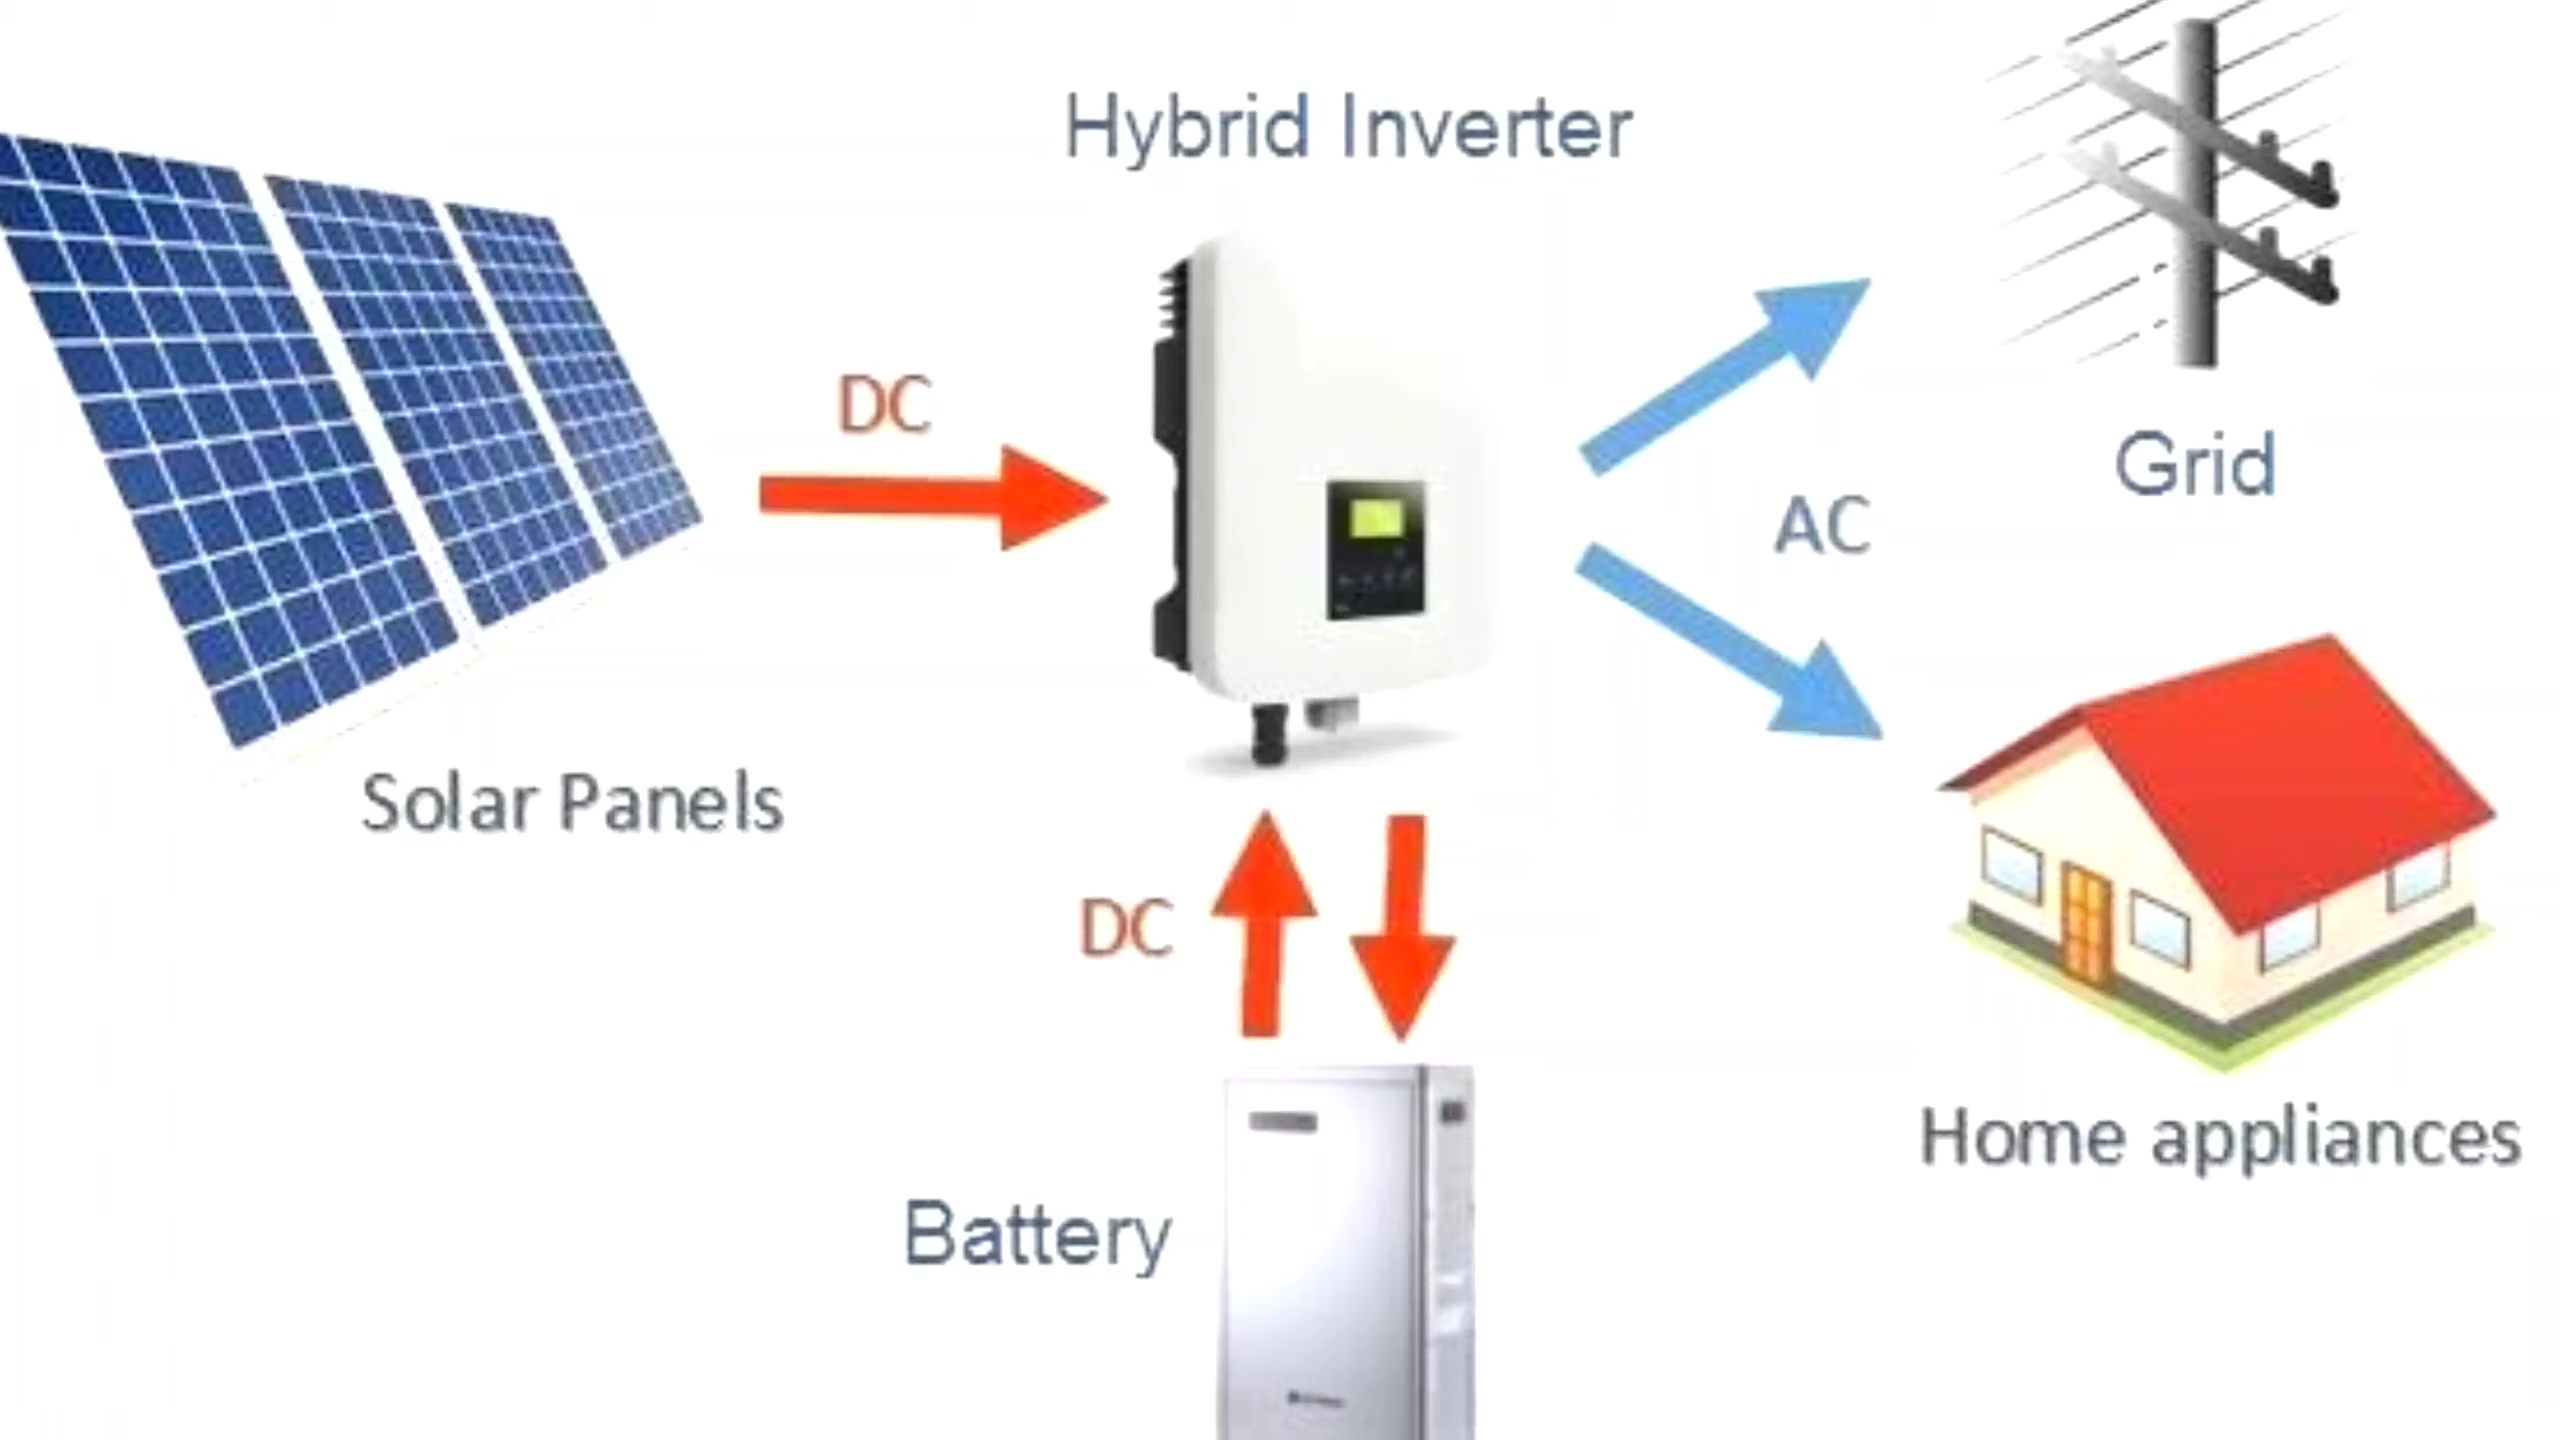 Hybrid Inverter
DC
AC
Grid
Solar Panels
DC
Home appliances
Battery